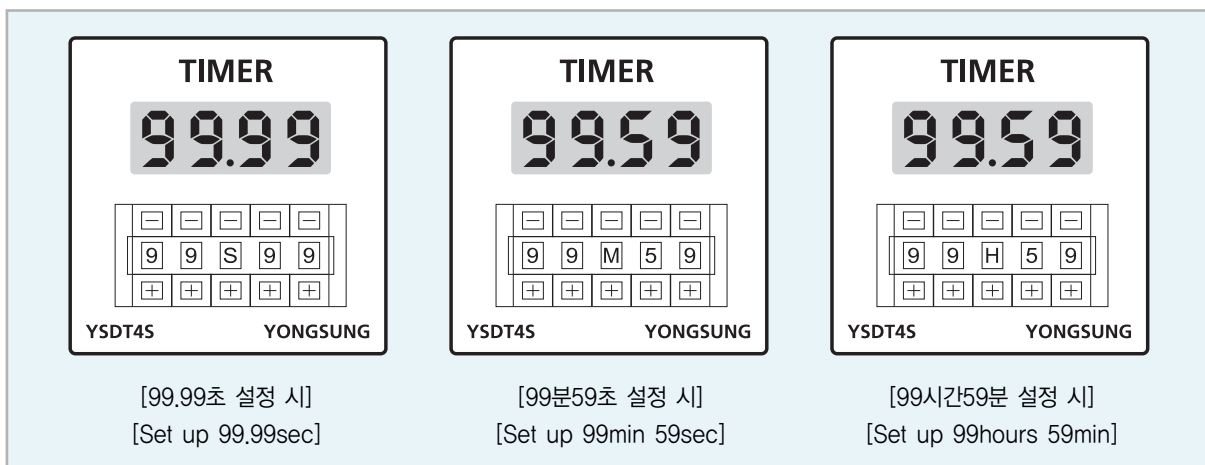 TIMER
99.99
− − − − −
9 9 S 9 9
+ + + + +
YSDT4S YONGSUNG
[99.99초 설정 시]
[Set up 99.99sec]
TIMER
99.59
− − − − −
9 9 M 5 9
+ + + + +
YSDT4S YONGSUNG
[99분59초 설정 시]
[Set up 99min 59sec]
TIMER
99.59
− − − − −
9 9 H 5 9
+ + + + +
YSDT4S YONGSUNG
[99시간59분 설정 시]
[Set up 99hours 59min]